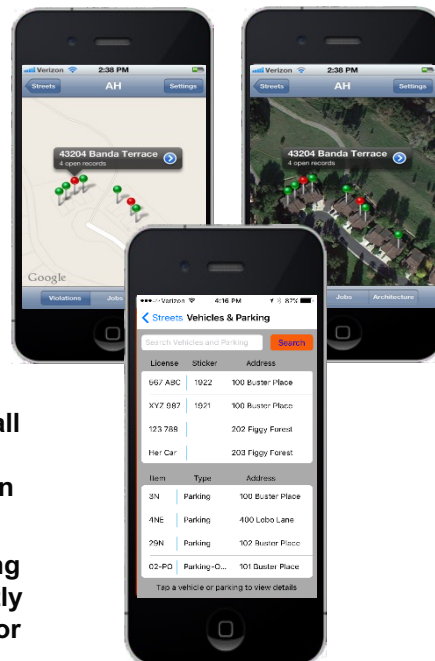 Verizon 2:38 PM
Streets AH Settings
43204 Banda Terrace
4 open records
Google
Violations Jobs
Verizon 2:38 PM
Streets AH Settings
43204 Banda Terrace
4 open records
Jobs Architecture
Verizon 4:16 PM 87%
Streets Vehicles & Parking
Search Vehicles and Parking Search
License Sticker Address
567 ABC 1922 100 Buster Place
XYZ 987 1921 100 Buster Place
123 789 202 Figgy Forest
Her Car 203 Figgy Forest
Item Type Address
3N Parking 100 Buster Place
4NE Parking 400 Lobo Lane
29N Parking 102 Buster Place
02-PO Parking-O... 101 Buster Place
Tap a vehicle or parking to view details
all
n
ng
tly
or